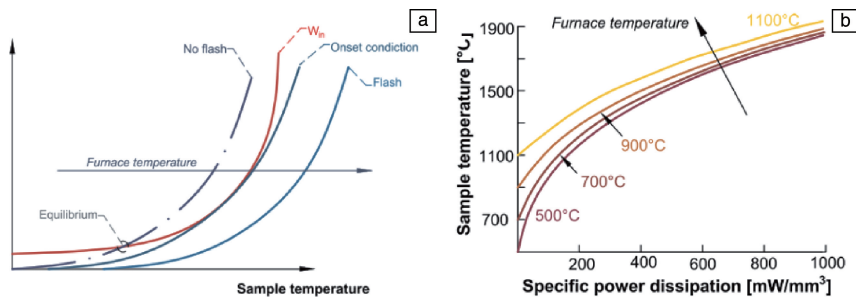 a
No flash
W_in
Onset condiction
Flash
Furnace temperature
Equilibrium
Sample temperature
b
1900
1500
1100
700
Sample temperature [℃]
Furnace temperature
1100°C
900°C
700°C
500°C
200 400 600 800 1000
Specific power dissipation [mW/mm³]